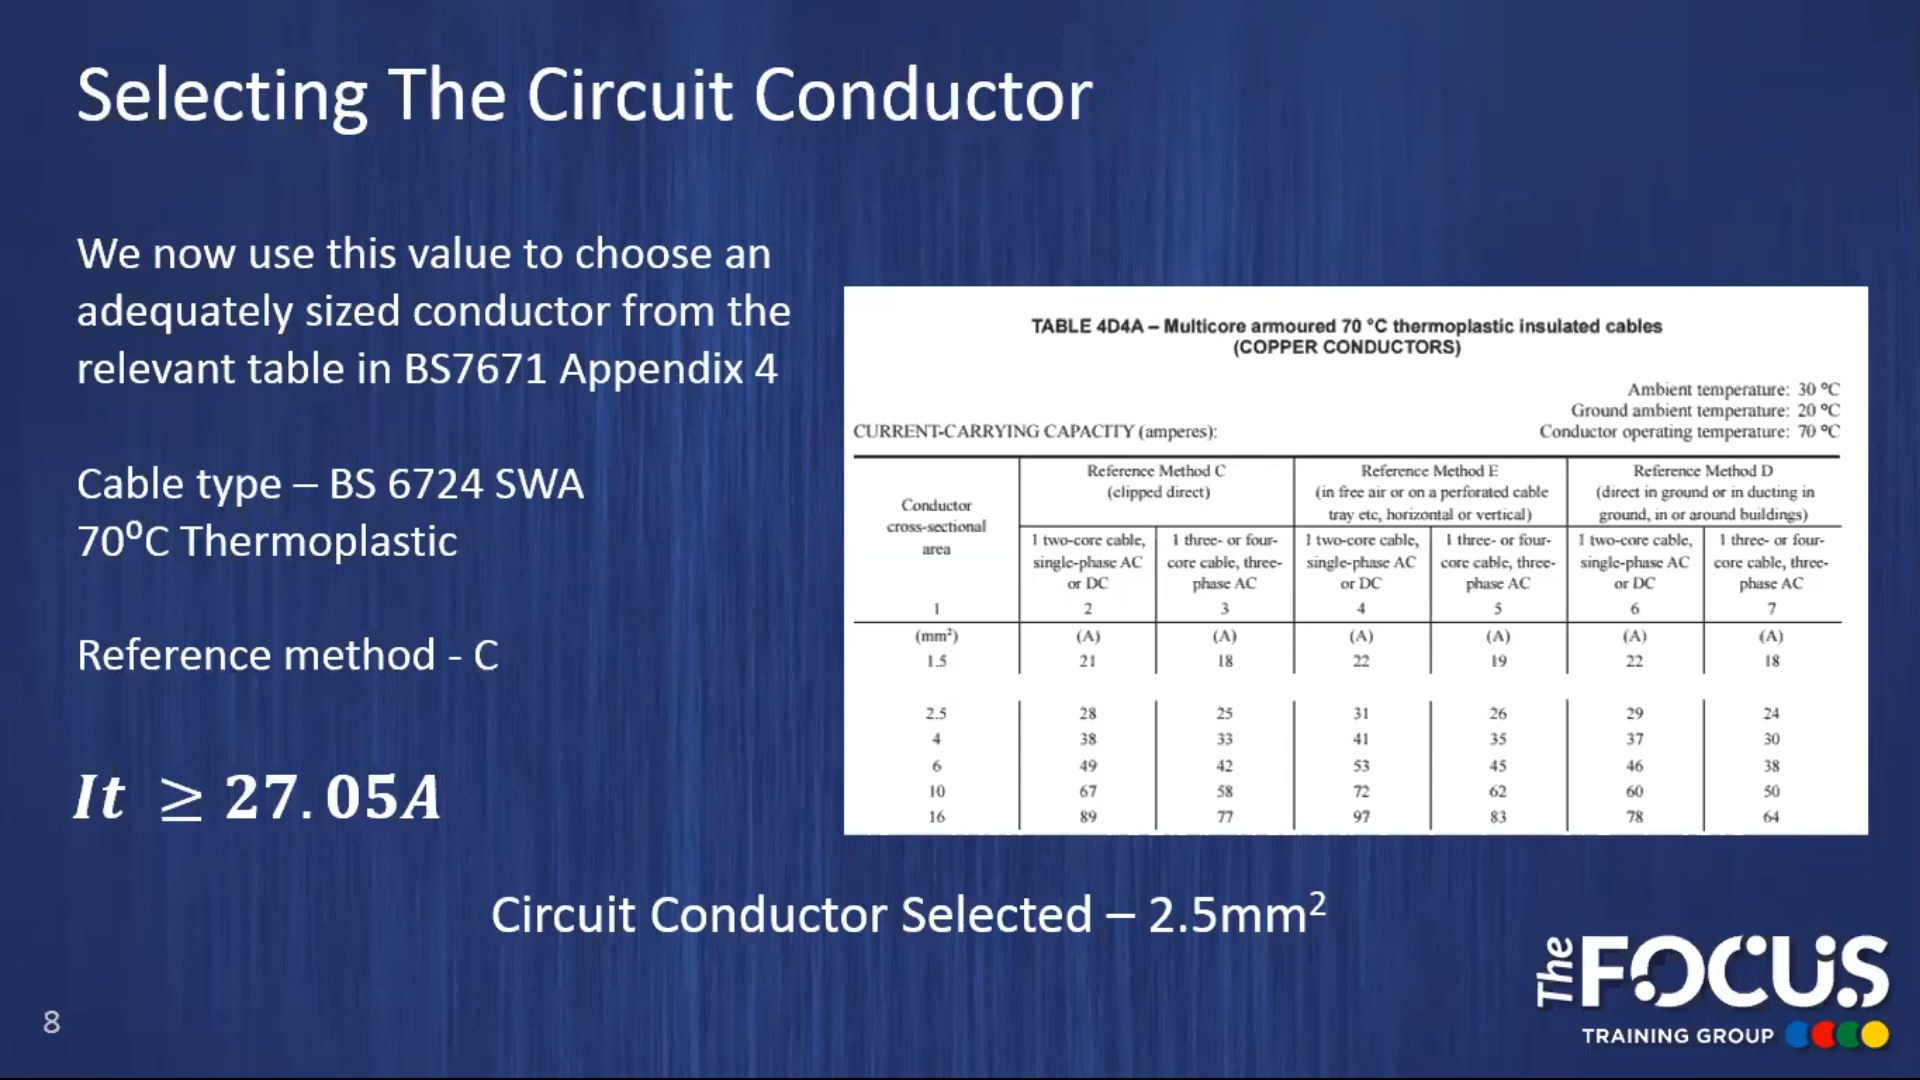 Selecting The Circuit Conductor
We now use this value to choose an
adequately sized conductor from the
relevant table in BS7671 Appendix 4
Cable type – BS 6724 SWA
70⁰C Thermoplastic
Reference method - C
It ≥ 27.05A
TABLE 4D4A – Multicore armoured 70 °C thermoplastic insulated cables
(COPPER CONDUCTORS)
Ambient temperature: 30 °C
Ground ambient temperature: 20 °C
CURRENT-CARRYING CAPACITY (amperes): Conductor operating temperature: 70 °C
Conductor
cross-sectional
area
Reference Method C
(clipped direct)
Reference Method E
(in free air or on a perforated cable
tray etc, horizontal or vertical)
Reference Method D
(direct in ground or in ducting in
ground, in or around buildings)
1 two-core cable,
single-phase AC
or DC
1 three- or four-
core cable, three-
phase AC
1 two-core cable,
single-phase AC
or DC
1 three- or four-
core cable, three-
phase AC
1 two-core cable,
single-phase AC
or DC
1 three- or four-
core cable, three-
phase AC
1 2 3 4 5 6 7
(mm²) (A) (A) (A) (A) (A) (A)
1.5 21 18 22 19 22 18
2.5 28 25 31 26 29 24
4 38 33 41 35 37 30
6 49 42 53 45 46 38
10 67 58 72 62 60 50
16 89 77 97 83 78 64
Circuit Conductor Selected – 2.5mm²
The FOCUS
TRAINING GROUP
8